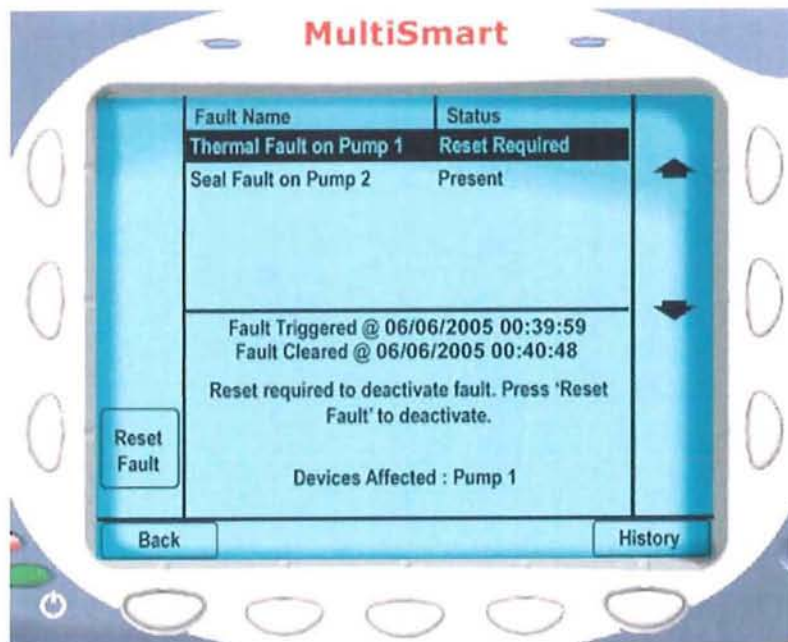 MultiSmart
Fault Name Status
Thermal Fault on Pump 1 Reset Required
Seal Fault on Pump 2 Present
Fault Triggered @ 06/06/2005 00:39:59
Fault Cleared @ 06/06/2005 00:40:48
Reset required to deactivate fault. Press 'Reset
Fault' to deactivate.
Reset
Fault
Devices Affected : Pump 1
Back
History